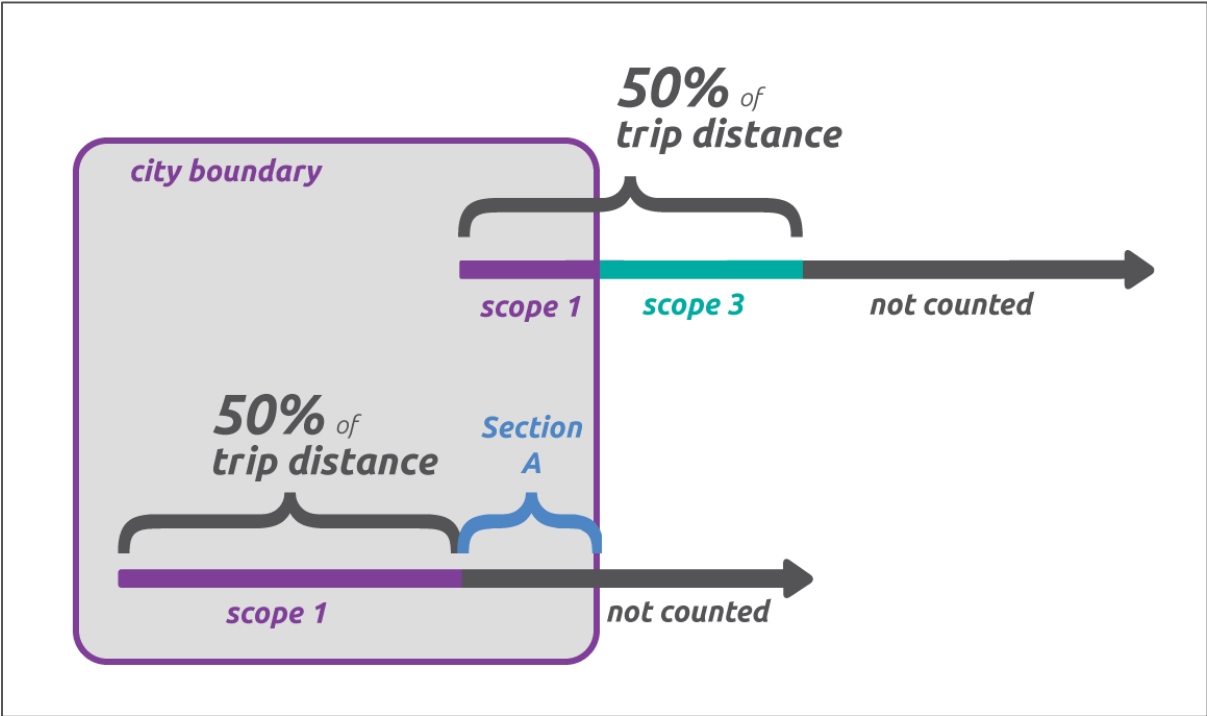 50% of
trip distance
city boundary
scope 1
scope 3
not counted
50% of
trip distance
Section
A
scope 1
not counted